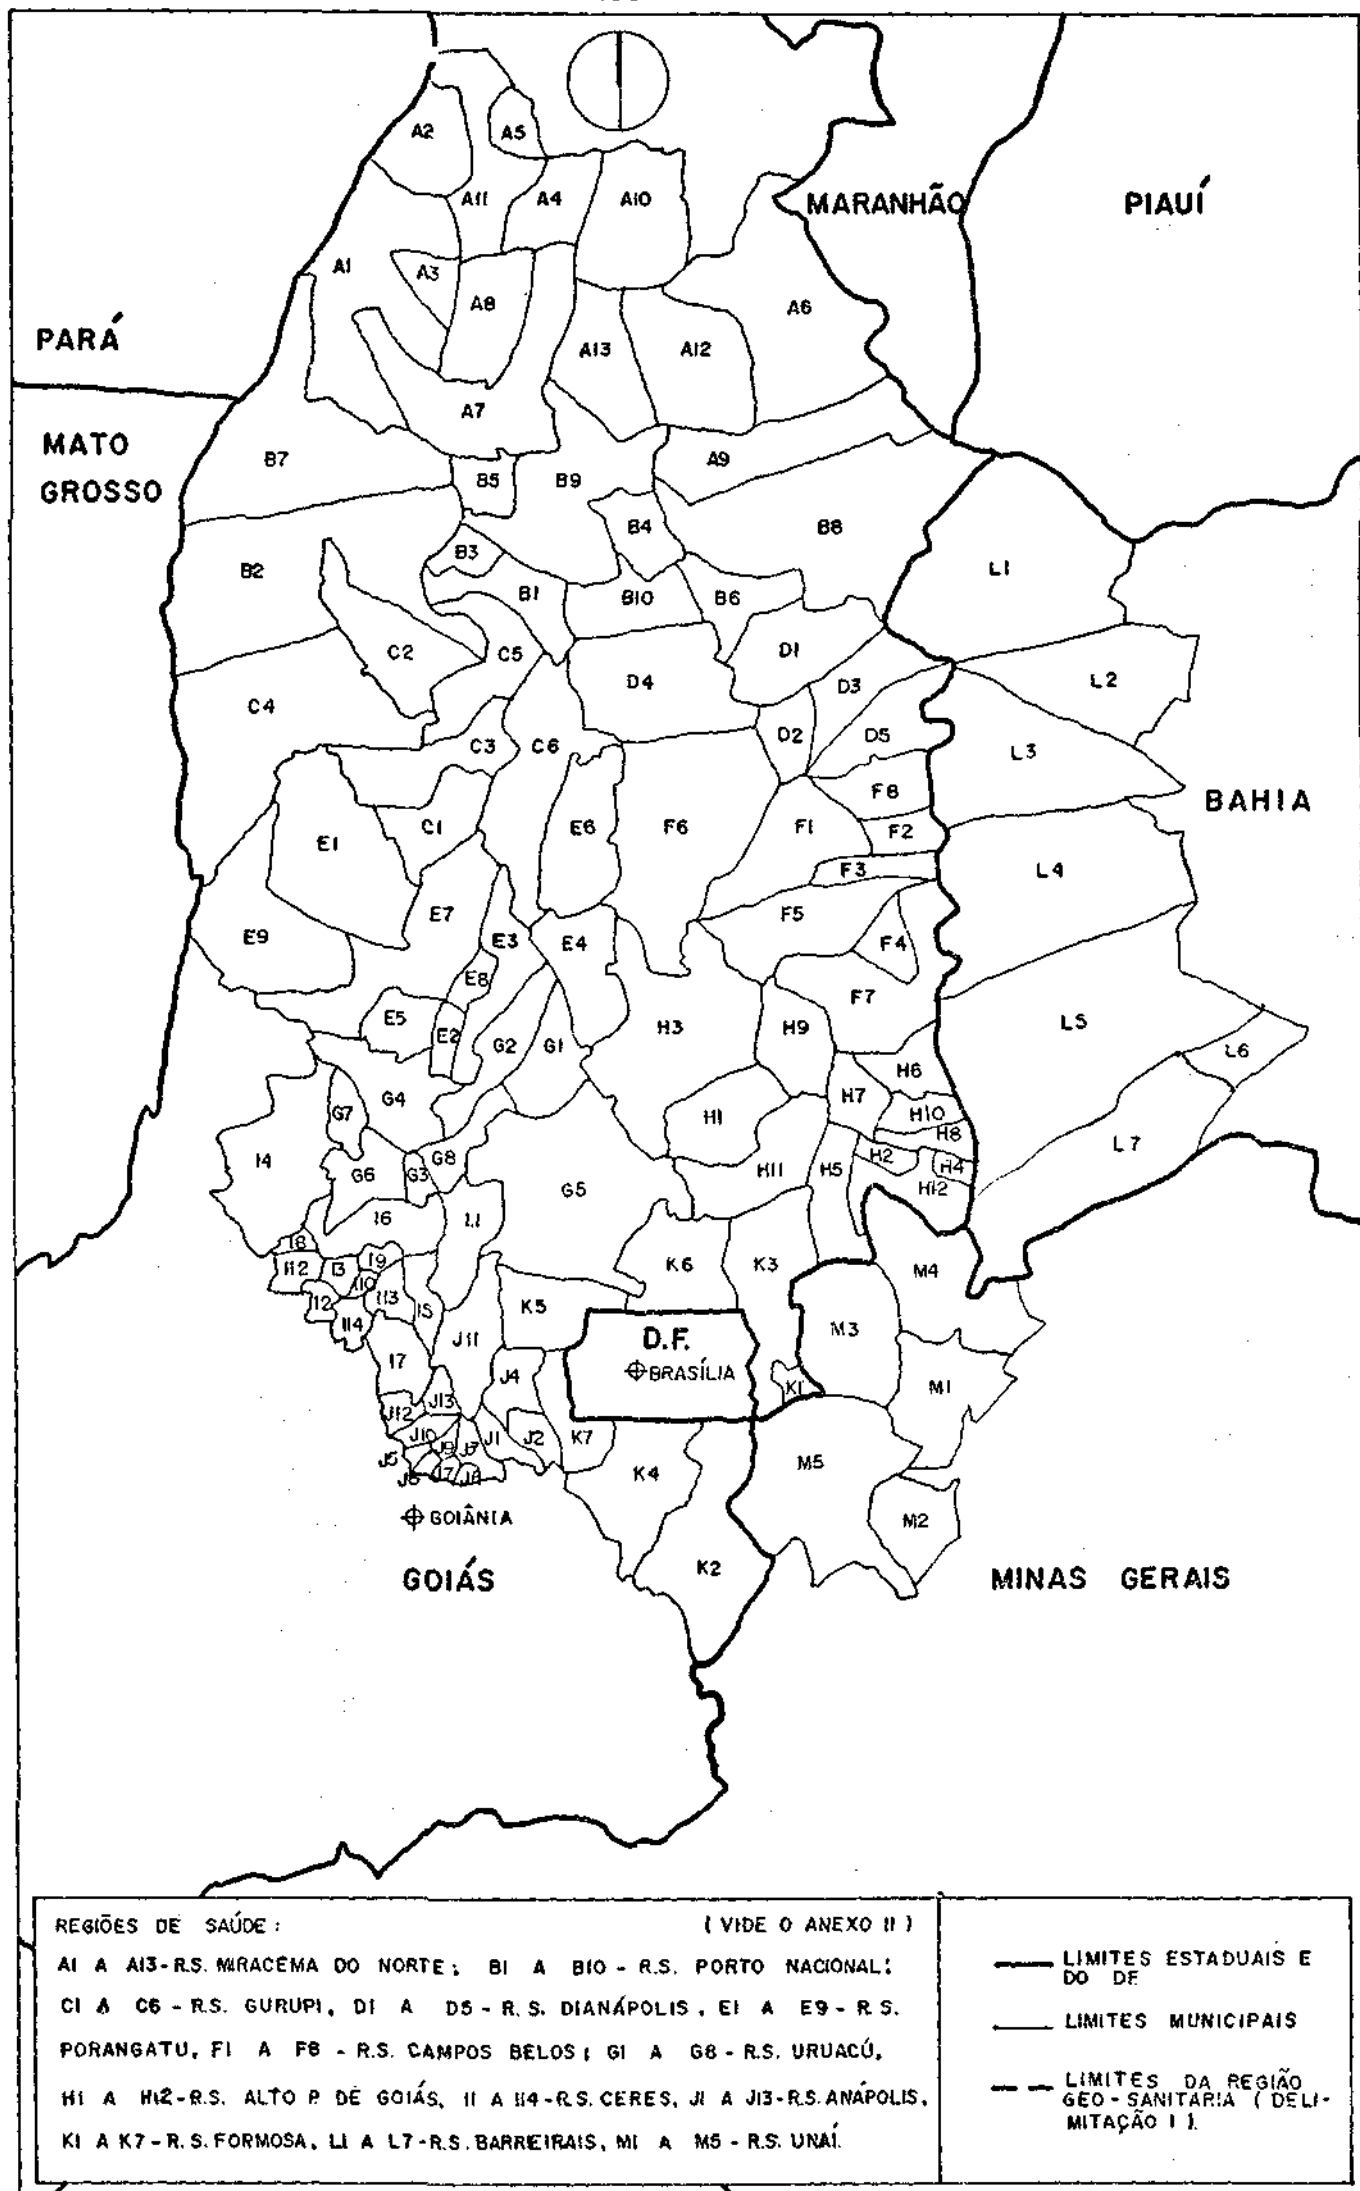 A2
A5
A11
A4
A10
MARANHÃO
PIAUÍ
A1
A3
A8
A6
PARÁ
A13
A12
A7
MATO
GROSSO
B7
B5
B9
A9
B4
B8
B3
B2
B1
B10
B6
L1
C2
C5
D4
D1
D3
L2
C4
C3
C6
D2
D5
L3
F8
BAHIA
E1
C1
E6
F6
F1
F2
F3
L4
E7
E9
E3
E4
F5
F4
E8
F7
E5
E2
G2
G1
H3
H9
L5
L6
H6
G7
G4
H7
H10
H1
H8
L7
I4
G6
G3
G8
G5
H11
H5
H2
H4
H12
I6
I8
I12
I3
I9
I10
I13
I5
K6
K3
M4
I2
I14
J11
K5
D.F.
BRASÍLIA
M3
I7
J4
K1
M1
J12
J13
J10
J1
J2
K7
J5
J9
K4
M5
GOIÂNIA
M2
GOIÁS
K2
MINAS GERAIS
REGIÕES DE SAÚDE: (VIDE O ANEXO II)
A1 A A13-R.S. MIRACEMA DO NORTE; B1 A B10 - R.S. PORTO NACIONAL;
C1 A C6 - R.S. GURUPI, D1 A D5 - R.S. DIANÁPOLIS, E1 A E9 - R.S.
PORANGATU, F1 A F8 - R.S. CAMPOS BELOS; G1 A G8 - R.S. URUACÚ,
H1 A H12-R.S. ALTO P. DE GOIÁS, I1 A I14-R.S. CERES, J1 A J13-R.S. ANÁPOLIS,
K1 A K7-R.S. FORMOSA, L1 A L7-R.S. BARREIRAIS, M1 A M5 - R.S. UNAÍ.
LIMITES ESTADUAIS E
DO DF
LIMITES MUNICIPAIS
LIMITES DA REGIÃO
GEO-SANITARIA (DELI-
MITAÇÃO I).